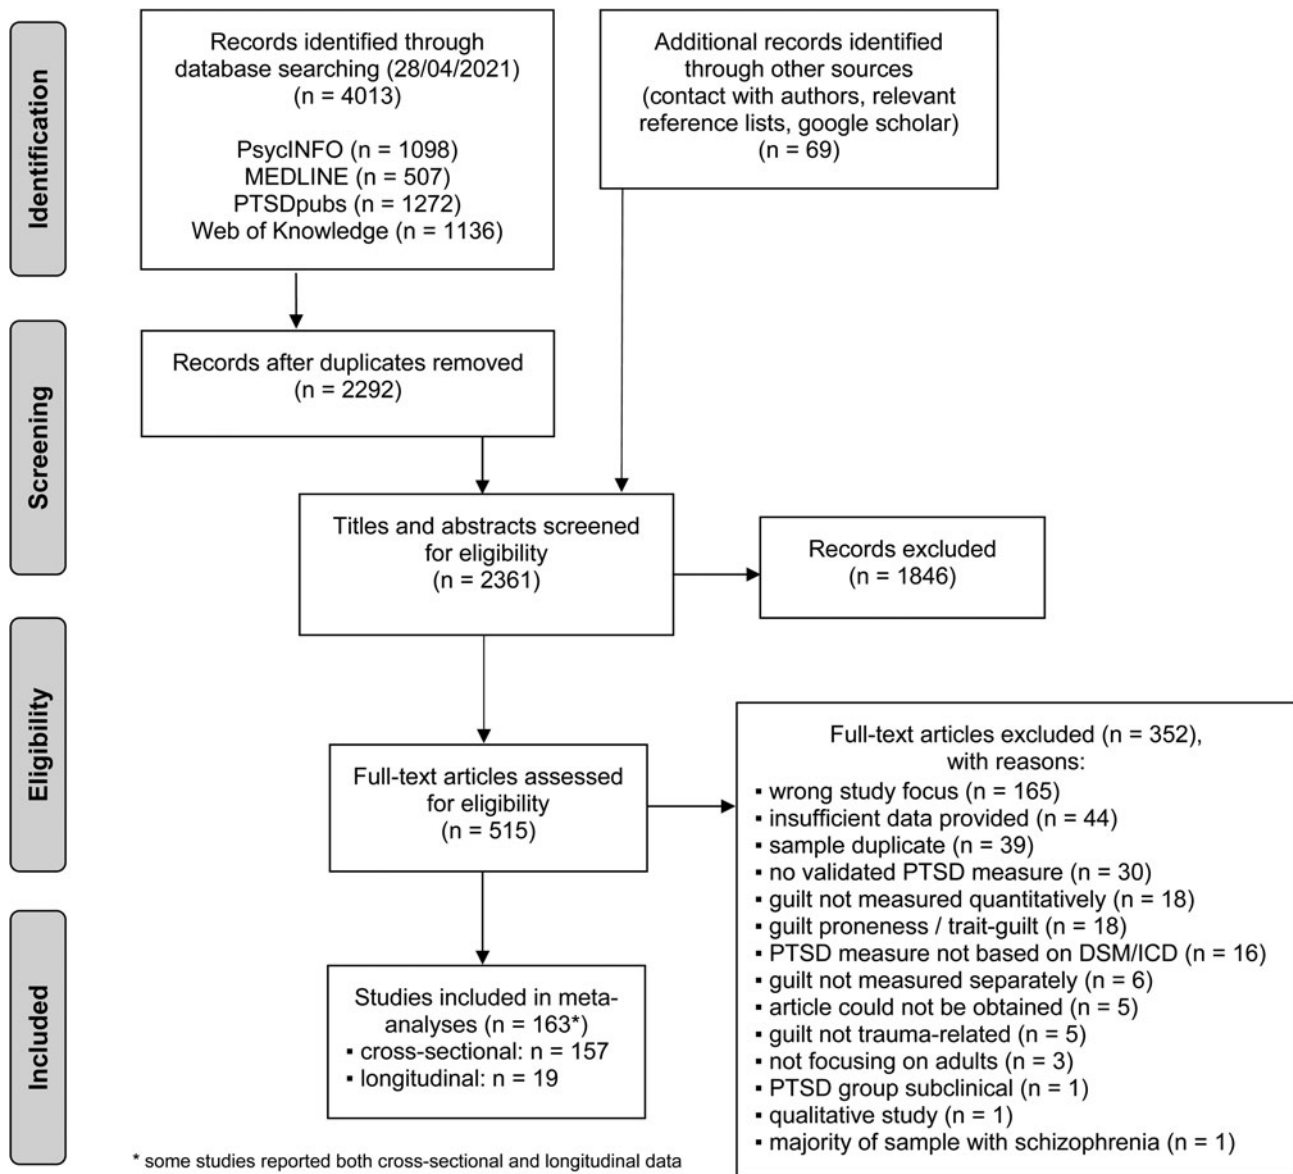 Identification
Records identified through
database searching (28/04/2021)
(n = 4013)
PsycINFO (n = 1098)
MEDLINE (n = 507)
PTSDpubs (n = 1272)
Web of Knowledge (n = 1136)
Additional records identified
through other sources
(contact with authors, relevant
reference lists, google scholar)
(n = 69)
Screening
Records after duplicates removed
(n = 2292)
Titles and abstracts screened
for eligibility
(n = 2361)
Records excluded
(n = 1846)
Eligibility
Full-text articles assessed
for eligibility
(n = 515)
Full-text articles excluded (n = 352),
with reasons:
▪ wrong study focus (n = 165)
▪ insufficient data provided (n = 44)
▪ sample duplicate (n = 39)
▪ no validated PTSD measure (n = 30)
▪ guilt not measured quantitatively (n = 18)
▪ guilt proneness / trait-guilt (n = 18)
▪ PTSD measure not based on DSM/ICD (n = 16)
▪ guilt not measured separately (n = 6)
▪ article could not be obtained (n = 5)
▪ guilt not trauma-related (n = 5)
▪ not focusing on adults (n = 3)
▪ PTSD group subclinical (n = 1)
▪ qualitative study (n = 1)
▪ majority of sample with schizophrenia (n = 1)
Included
Studies included in meta-
analyses (n = 163*)
▪ cross-sectional: n = 157
▪ longitudinal: n = 19
* some studies reported both cross-sectional and longitudinal data